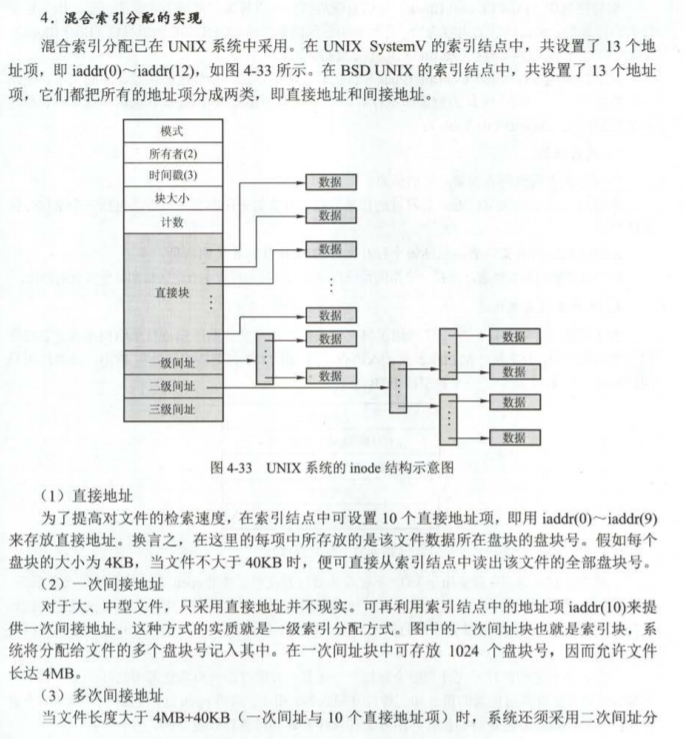 4．混合索引分配的实现
混合索引分配已在 UNIX 系统中采用。在 UNIX SystemV 的索引结点中，共设置了 13 个地
址项，即 iaddr(0)～iaddr(12)，如图 4-33 所示。在 BSD UNIX 的索引结点中，共设置了 13 个地址
项，它们都把所有的地址项分成两类，即直接地址和间接地址。
模式
所有者(2)
时间戳(3)
块大小
计数
直接块
一级间址
二级间址
三级间址
数据
数据
数据
数据
数据
数据
数据
数据
数据
数据
图 4-33 UNIX 系统的 inode 结构示意图
（1）直接地址
为了提高对文件的检索速度，在索引结点中可设置 10 个直接地址项，即用 iaddr(0)～iaddr(9)
来存放直接地址。换言之，在这里的每项中所存放的是该文件数据所在盘块的盘块号。假如每个
盘块的大小为 4KB，当文件不大于 40KB 时，便可直接从索引结点中读出该文件的全部盘块号。
（2）一次间接地址
对于大、中型文件，只采用直接地址并不现实。可再利用索引结点中的地址项 iaddr(10)来提
供一次间接地址。这种方式的实质就是一级索引分配方式。图中的一次间址块也就是索引块，系
统将分配给文件的多个盘块号记入其中。在一次间址块中可存放 1024 个盘块号，因而允许文件
长达 4MB。
（3）多次间接地址
当文件长度大于 4MB+40KB（一次间址与 10 个直接地址项）时，系统还须采用二次间址分